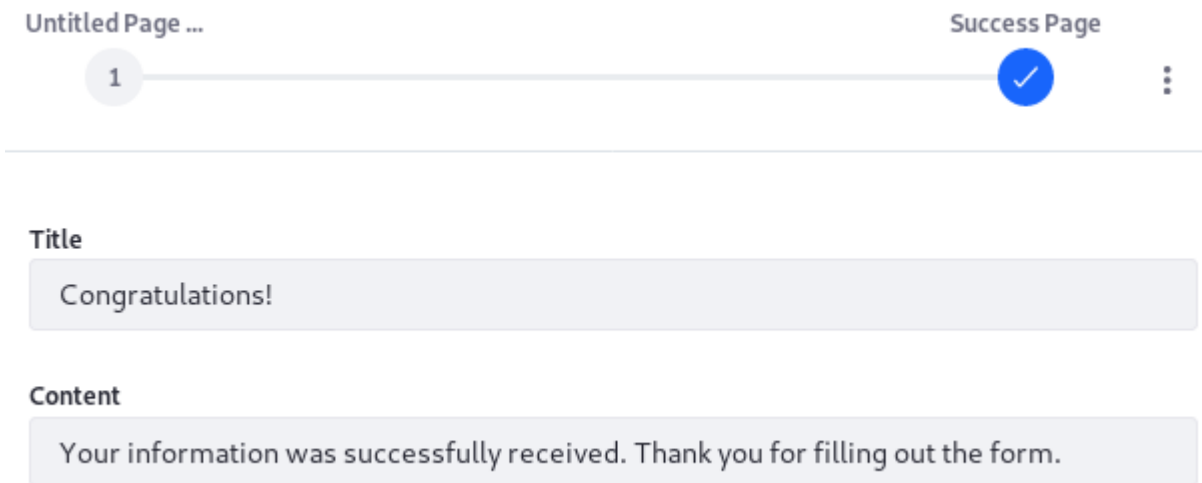 Untitled Page ...
Success Page
1
Title
Congratulations!
Content
Your information was successfully received. Thank you for filling out the form.